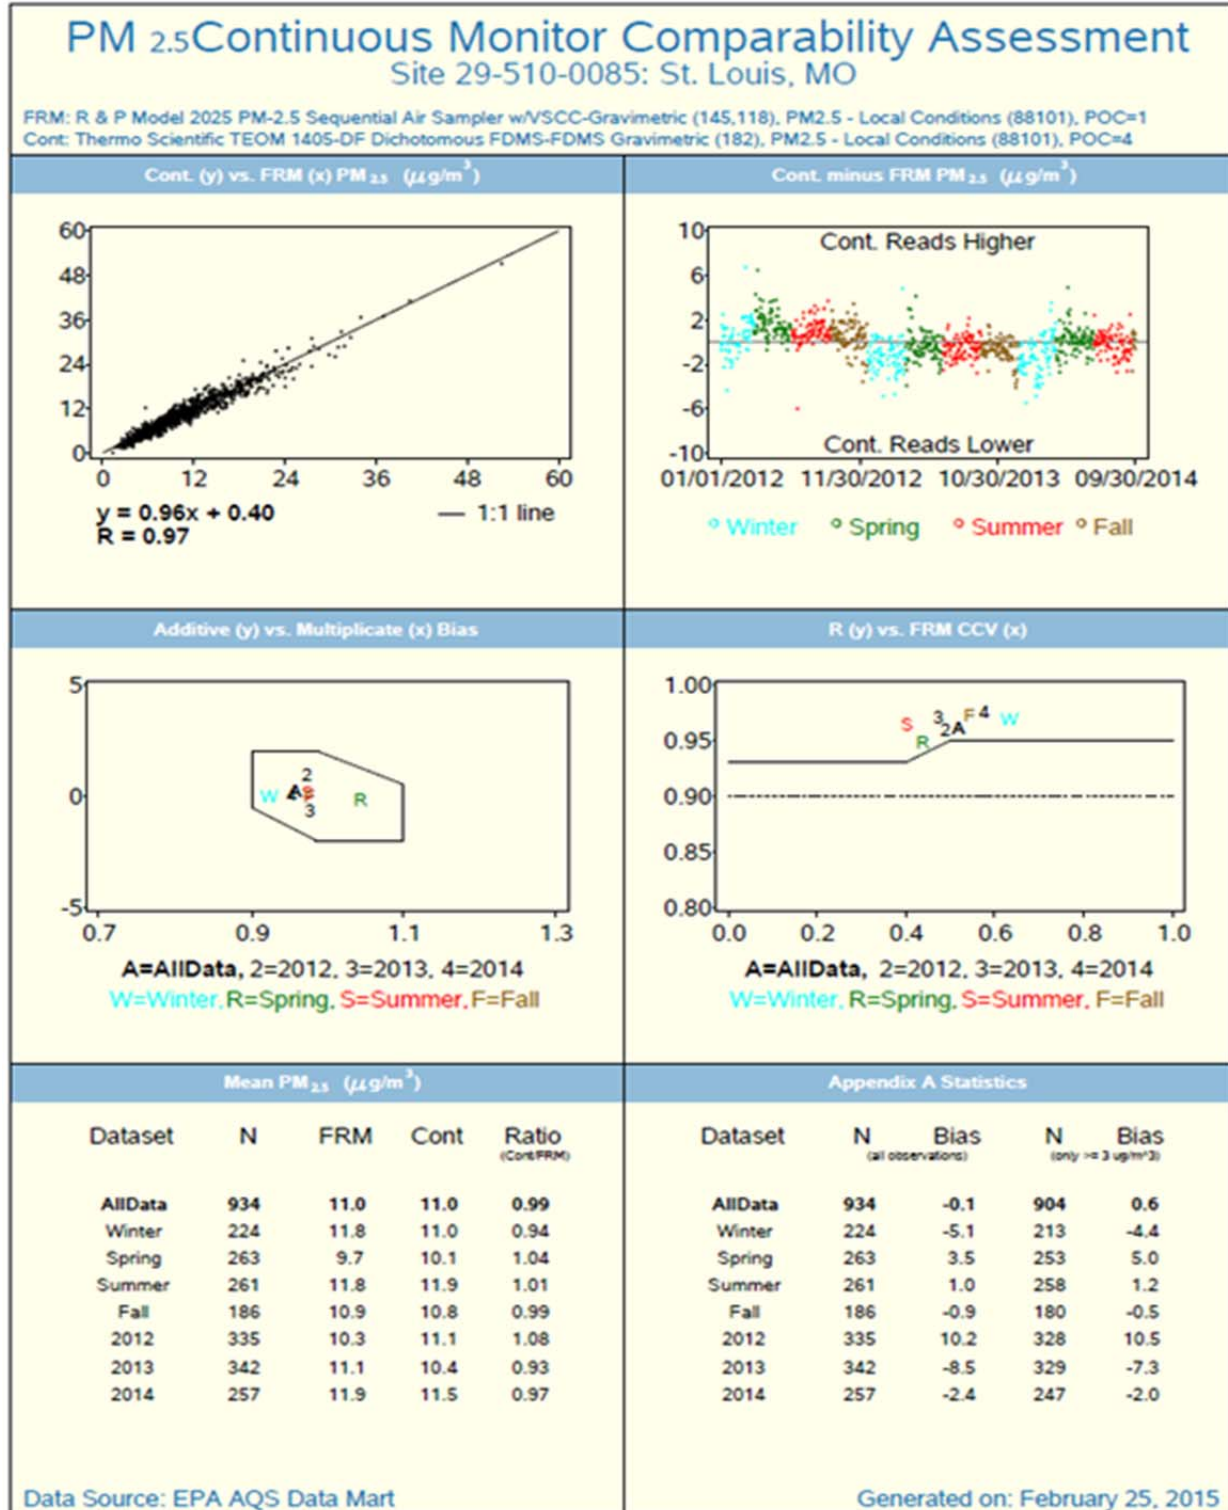 PM 2.5Continuous Monitor Comparability Assessment
Site 29-510-0085: St. Louis, MO
FRM: R & P Model 2025 PM-2.5 Sequential Air Sampler w/VSCC-Gravimetric (145,118), PM2.5 - Local Conditions (88101), POC=1
Cont: Thermo Scientific TEOM 1405-DF Dichotomous FDMS-FDMS Gravimetric (182), PM2.5 - Local Conditions (88101), POC=4
Cont. (y) vs. FRM (x) PM 2.5 (μg/m3)
60
48
36
24
12
0
0 12 24 36 48 60
y = 0.96x + 0.40
R = 0.97
1:1 line
Cont. minus FRM PM 2.5 (μg/m3)
10
6
2
-2
-6
-10
Cont. Reads Higher
Cont. Reads Lower
01/01/2012 11/30/2012 10/30/2013 09/30/2014
Winter Spring Summer Fall
Additive (y) vs. Multiplicate (x) Bias
5
0
-5
W A 2 3 R
0.7 0.9 1.1 1.3
A=AllData, 2=2012, 3=2013, 4=2014
W=Winter, R=Spring, S=Summer, F=Fall
R (y) vs. FRM CCV (x)
1.00
0.95
0.90
0.85
0.80
S R 3 2 A F 4 W
0.0 0.2 0.4 0.6 0.8 1.0
A=AllData, 2=2012, 3=2013, 4=2014
W=Winter, R=Spring, S=Summer, F=Fall
Mean PM 2.5 (μg/m3)
Dataset N FRM Cont Ratio
(Cont/FRM)
AllData 934 11.0 11.0 0.99
Winter 224 11.8 11.0 0.94
Spring 263 9.7 10.1 1.04
Summer 261 11.8 11.9 1.01
Fall 186 10.9 10.8 0.99
2012 335 10.3 11.1 1.08
2013 342 11.1 10.4 0.93
2014 257 11.9 11.5 0.97
Appendix A Statistics
Dataset N Bias N Bias
(all observations) (only >= 3 ug/m^3)
AllData 934 -0.1 904 0.6
Winter 224 -5.1 213 -4.4
Spring 263 3.5 253 5.0
Summer 261 1.0 258 1.2
Fall 186 -0.9 180 -0.5
2012 335 10.2 328 10.5
2013 342 -8.5 329 -7.3
2014 257 -2.4 247 -2.0
Data Source: EPA AQS Data Mart
Generated on: February 25, 2015